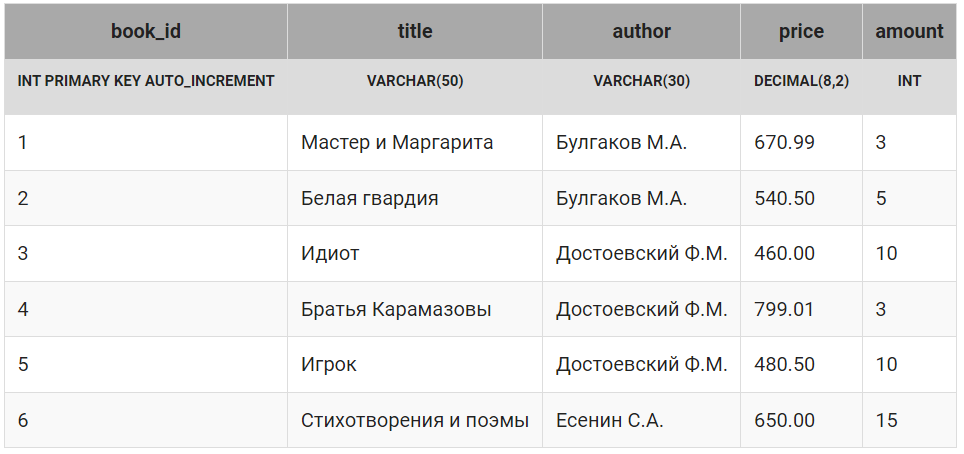 book_id title author price amount
INT PRIMARY KEY AUTO_INCREMENT VARCHAR(50) VARCHAR(30) DECIMAL(8,2) INT
1 Мастер и Маргарита Булгаков М.А. 670.99 3
2 Белая гвардия Булгаков М.А. 540.50 5
3 Идиот Достоевский Ф.М. 460.00 10
4 Братья Карамазовы Достоевский Ф.М. 799.01 3
5 Игрок Достоевский Ф.М. 480.50 10
6 Стихотворения и поэмы Есенин С.А. 650.00 15